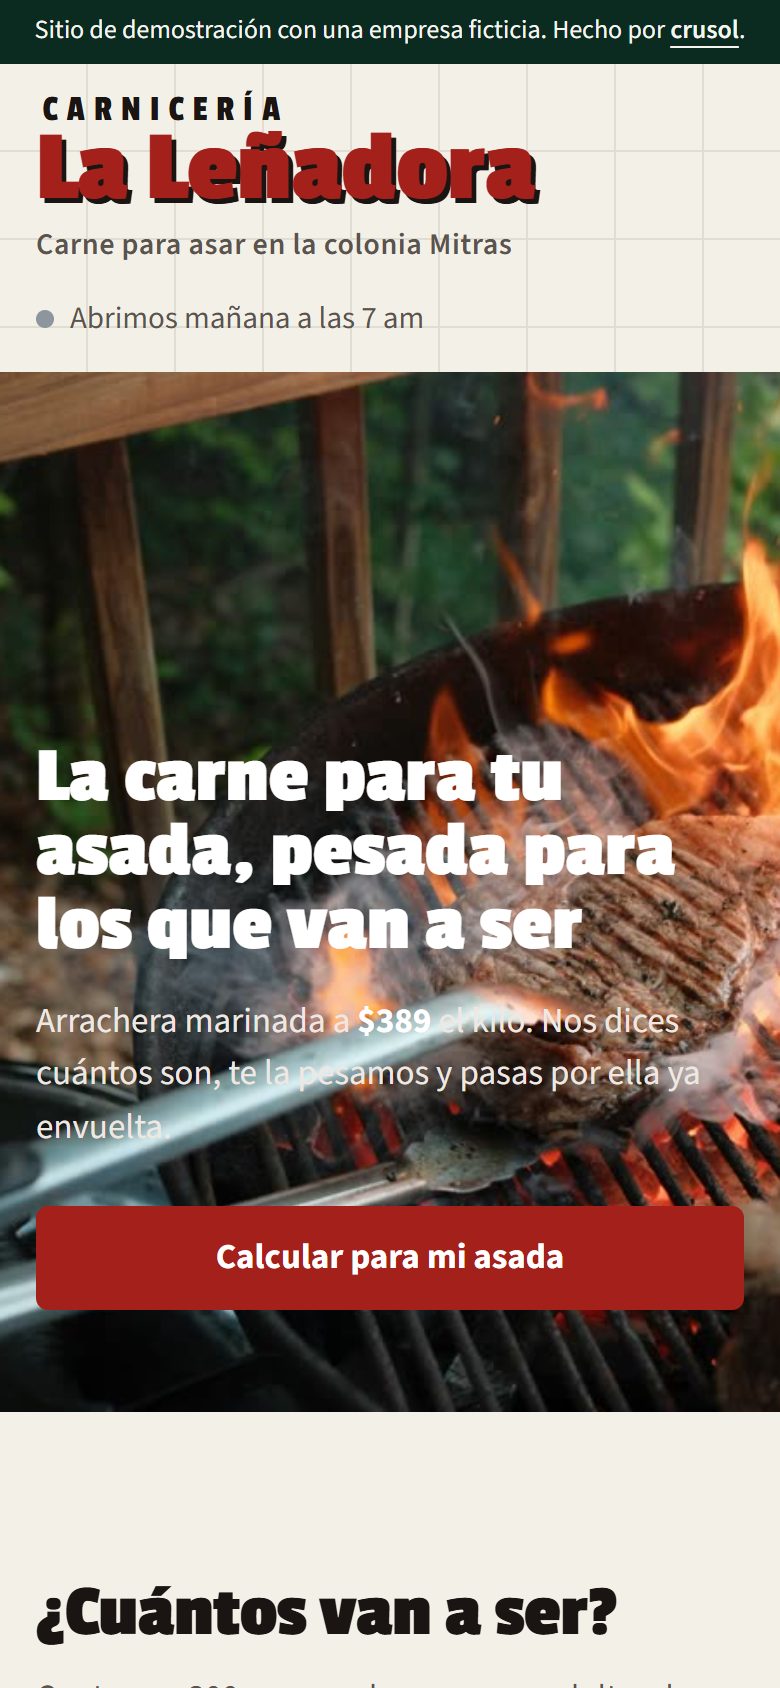 Sitio de demostración con una empresa ficticia. Hecho por crusol.
CARNICERÍA
La Leñadora
Carne para asar en la colonia Mitras
Abrimos mañana a las 7 am
La carne para tu
asada, pesada para
los que van a ser
Arrachera marinada a $389 el kilo. Nos dices
cuántos son, te la pesamos y pasas por ella ya
envuelta.
Calcular para mi asada
¿Cuántos van a ser?